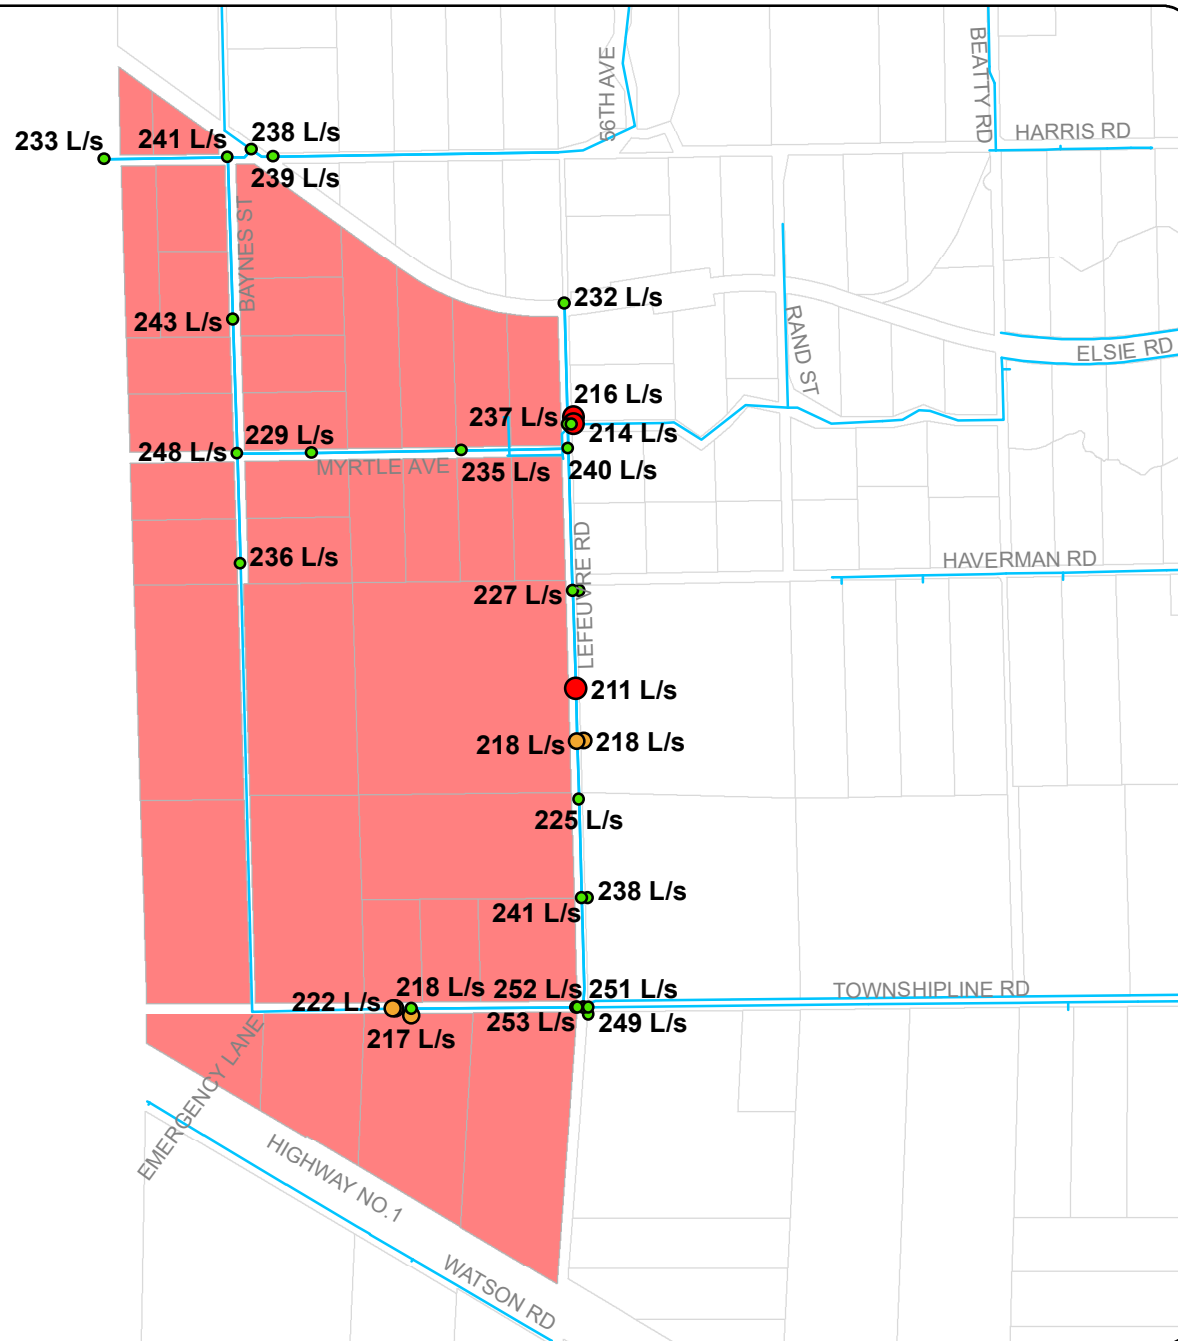 BEATTY RD
56TH AVE
HARRIS RD
238 L/s
233 L/s
241 L/s
239 L/s
BAYNES ST
232 L/s
243 L/s
RAND ST
ELSIE RD
216 L/s
237 L/s
214 L/s
229 L/s
248 L/s
MYRTLE AVE
235 L/s
240 L/s
LEFEUVRE RD
236 L/s
HAVERMAN RD
227 L/s
211 L/s
218 L/s
218 L/s
225 L/s
238 L/s
241 L/s
218 L/s
252 L/s
251 L/s
TOWNSHIPLINE RD
222 L/s
253 L/s
249 L/s
217 L/s
EMERGENCY LANE
HIGHWAY NO.1
WATSON RD